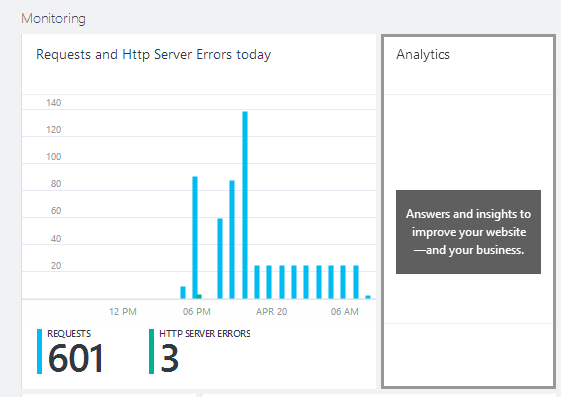 Monitoring
Requests and Http Server Errors today
140
120
100
80
60
40
20
12 PM
06 PM
APR 20
06 AM
REQUESTS
601
HTTP SERVER ERRORS
3
Analytics
Answers and insights to
improve your website
—and your business.